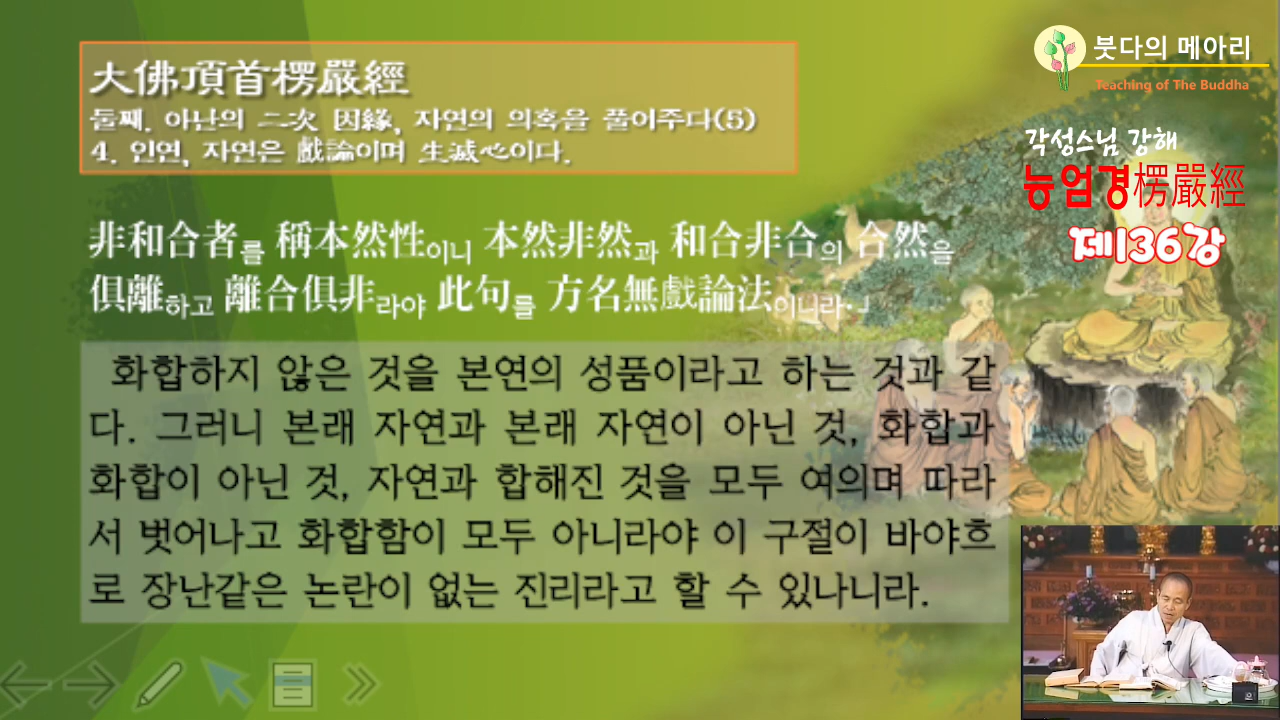 大佛頂首楞嚴經
둘째. 아난의 二次 因緣, 자연의 의혹을 풀어주다(5)
4. 인연, 자연은 戲論이며 生滅心이다.
非和合者를 稱本然性이니 本然非然과 和合非合의 合然을
俱離하고 離合俱非라야 此句를 方名無戲論法이니라.」
화합하지 않은 것을 본연의 성품이라고 하는 것과 같
다. 그러니 본래 자연과 본래 자연이 아닌 것, 화합과
화합이 아닌 것, 자연과 합해진 것을 모두 여의며 따라
서 벗어나고 화합함이 모두 아니라야 이 구절이 바야흐
로 장난같은 논란이 없는 진리라고 할 수 있나니라.
붓다의 메아리
Teaching of The Buddha
각성스님 강해
능엄경楞嚴經
제36강